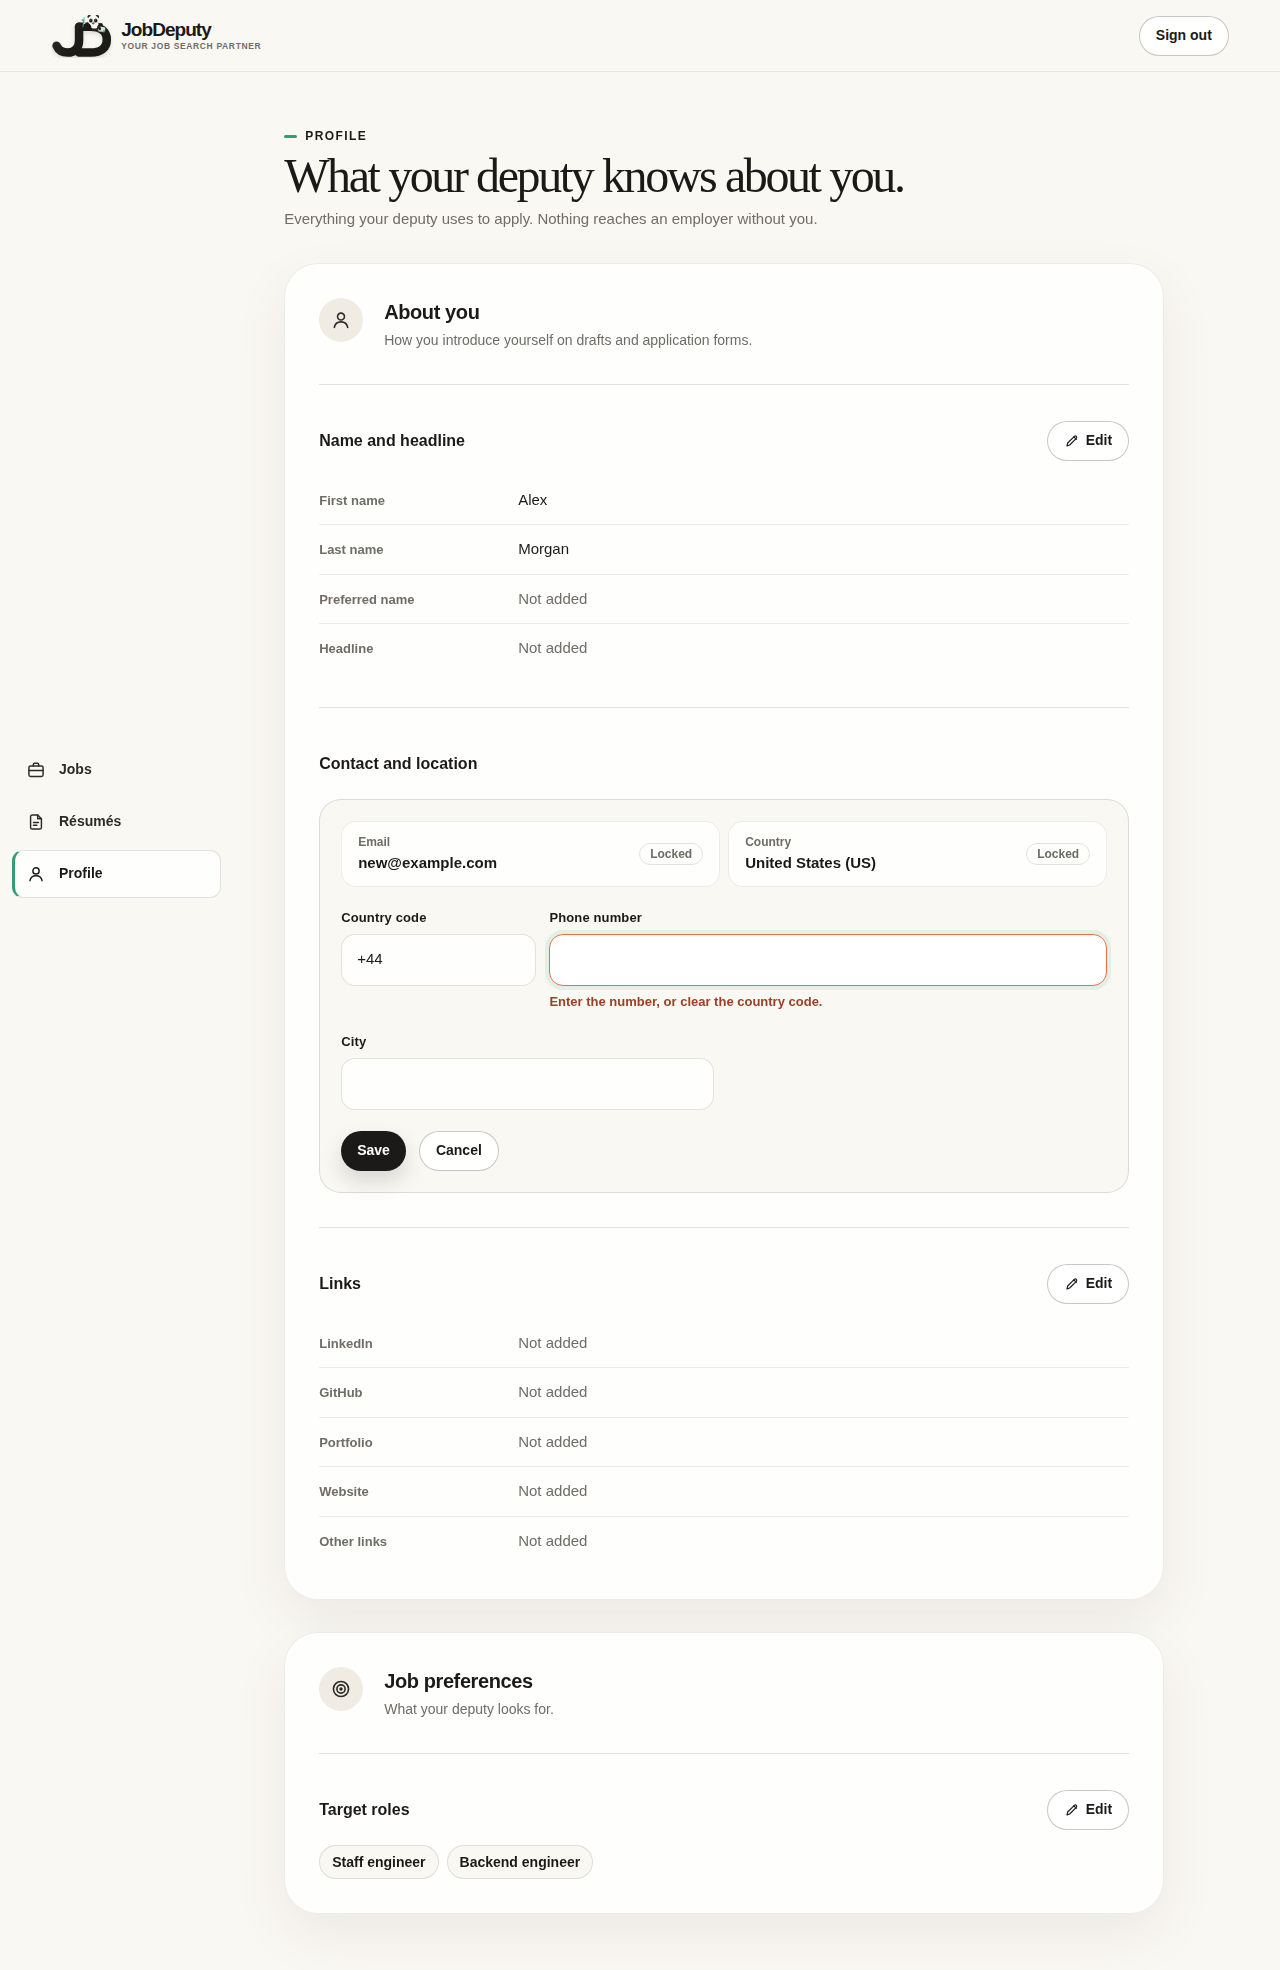 JobDeputy
YOUR JOB SEARCH PARTNER
Sign out
PROFILE
What your deputy knows about you.
Everything your deputy uses to apply. Nothing reaches an employer without you.
About you
How you introduce yourself on drafts and application forms.
Name and headline
Edit
First name
Alex
Last name
Morgan
Preferred name
Not added
Headline
Not added
Jobs
Résumés
Profile
Contact and location
Email
new@example.com
Locked
Country
United States (US)
Locked
Country code
+44
Phone number
Enter the number, or clear the country code.
City
Save
Cancel
Links
Edit
LinkedIn
Not added
GitHub
Not added
Portfolio
Not added
Website
Not added
Other links
Not added
Job preferences
What your deputy looks for.
Target roles
Edit
Staff engineer
Backend engineer